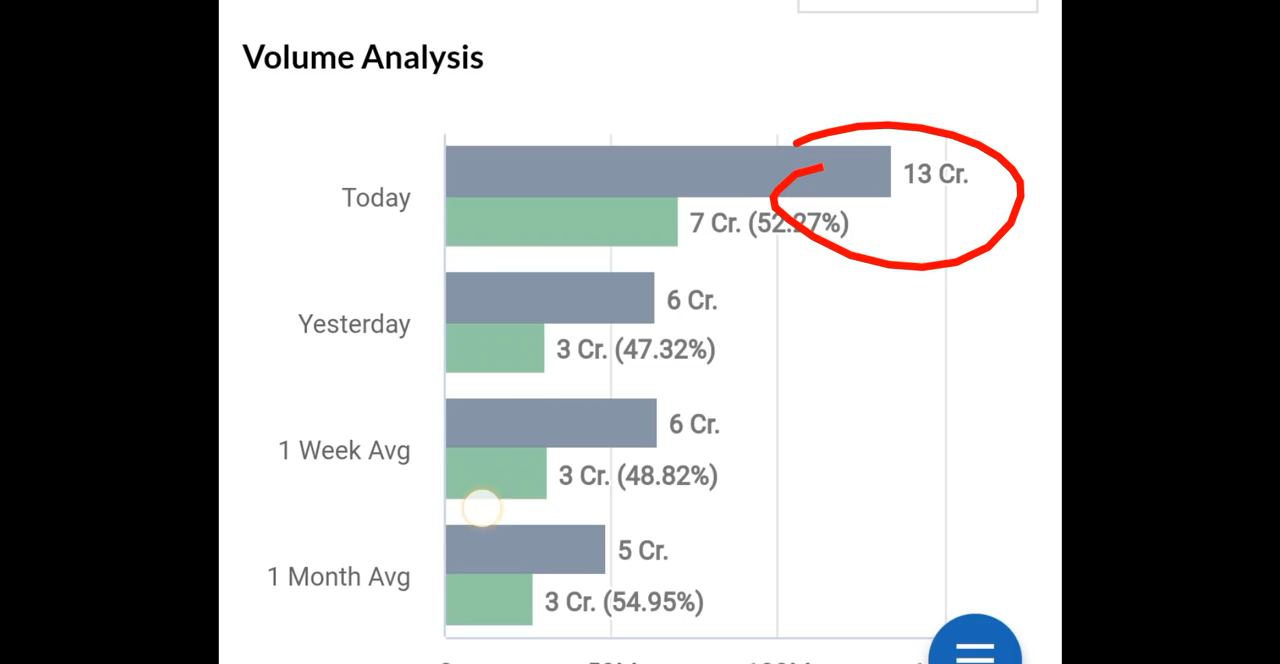 Volume Analysis
Today
13 Cr.
7 Cr. (52.27%)
Yesterday
6 Cr.
3 Cr. (47.32%)
1 Week Avg
6 Cr.
3 Cr. (48.82%)
1 Month Avg
5 Cr.
3 Cr. (54.95%)